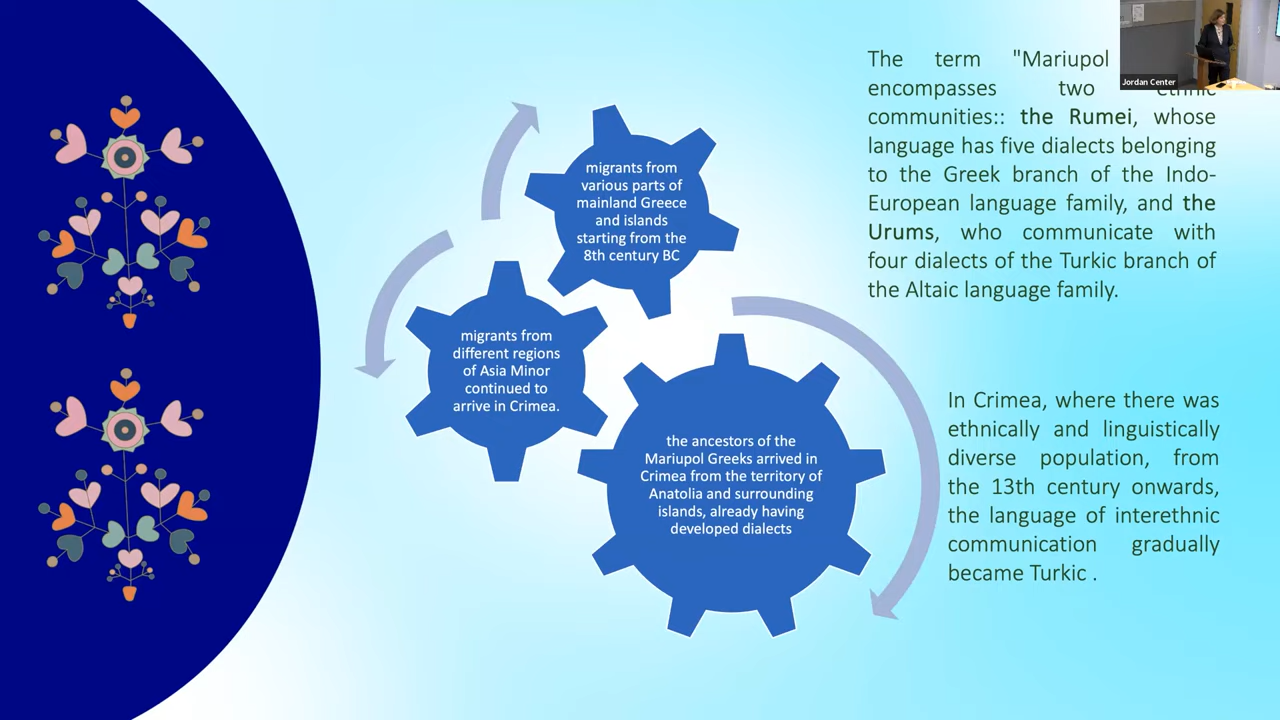 migrants from
various parts of
mainland Greece
and islands
starting from the
8th century BC
migrants from
different regions
of Asia Minor
continued to
arrive in Crimea.
the ancestors of the
Mariupol Greeks arrived in
Crimea from the territory of
Anatolia and surrounding
islands, already having
developed dialects
The term "Mariupol
encompasses two ethnic
communities:: the Rumei, whose
language has five dialects belonging
to the Greek branch of the Indo-
European language family, and the
Urums, who communicate with
four dialects of the Turkic branch of
the Altaic language family.
In Crimea, where there was
ethnically and linguistically
diverse population, from
the 13th century onwards,
the language of interethnic
communication gradually
became Turkic .
Jordan Center